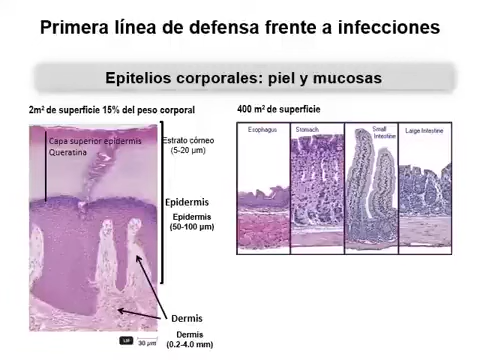 Primera línea de defensa frente a infecciones
Epitelios corporales: piel y mucosas
2m² de superficie 15% del peso corporal
400 m² de superficie
Capa superior epidermis
Queratina
Estrato córneo
(5-20 µm)
Epidermis
Epidermis
(50-100 µm)
Dermis
Dermis
(0.2-4.0 mm)
30 µm
Esophagus
Stomach
Small
Intestine
Large Intestine